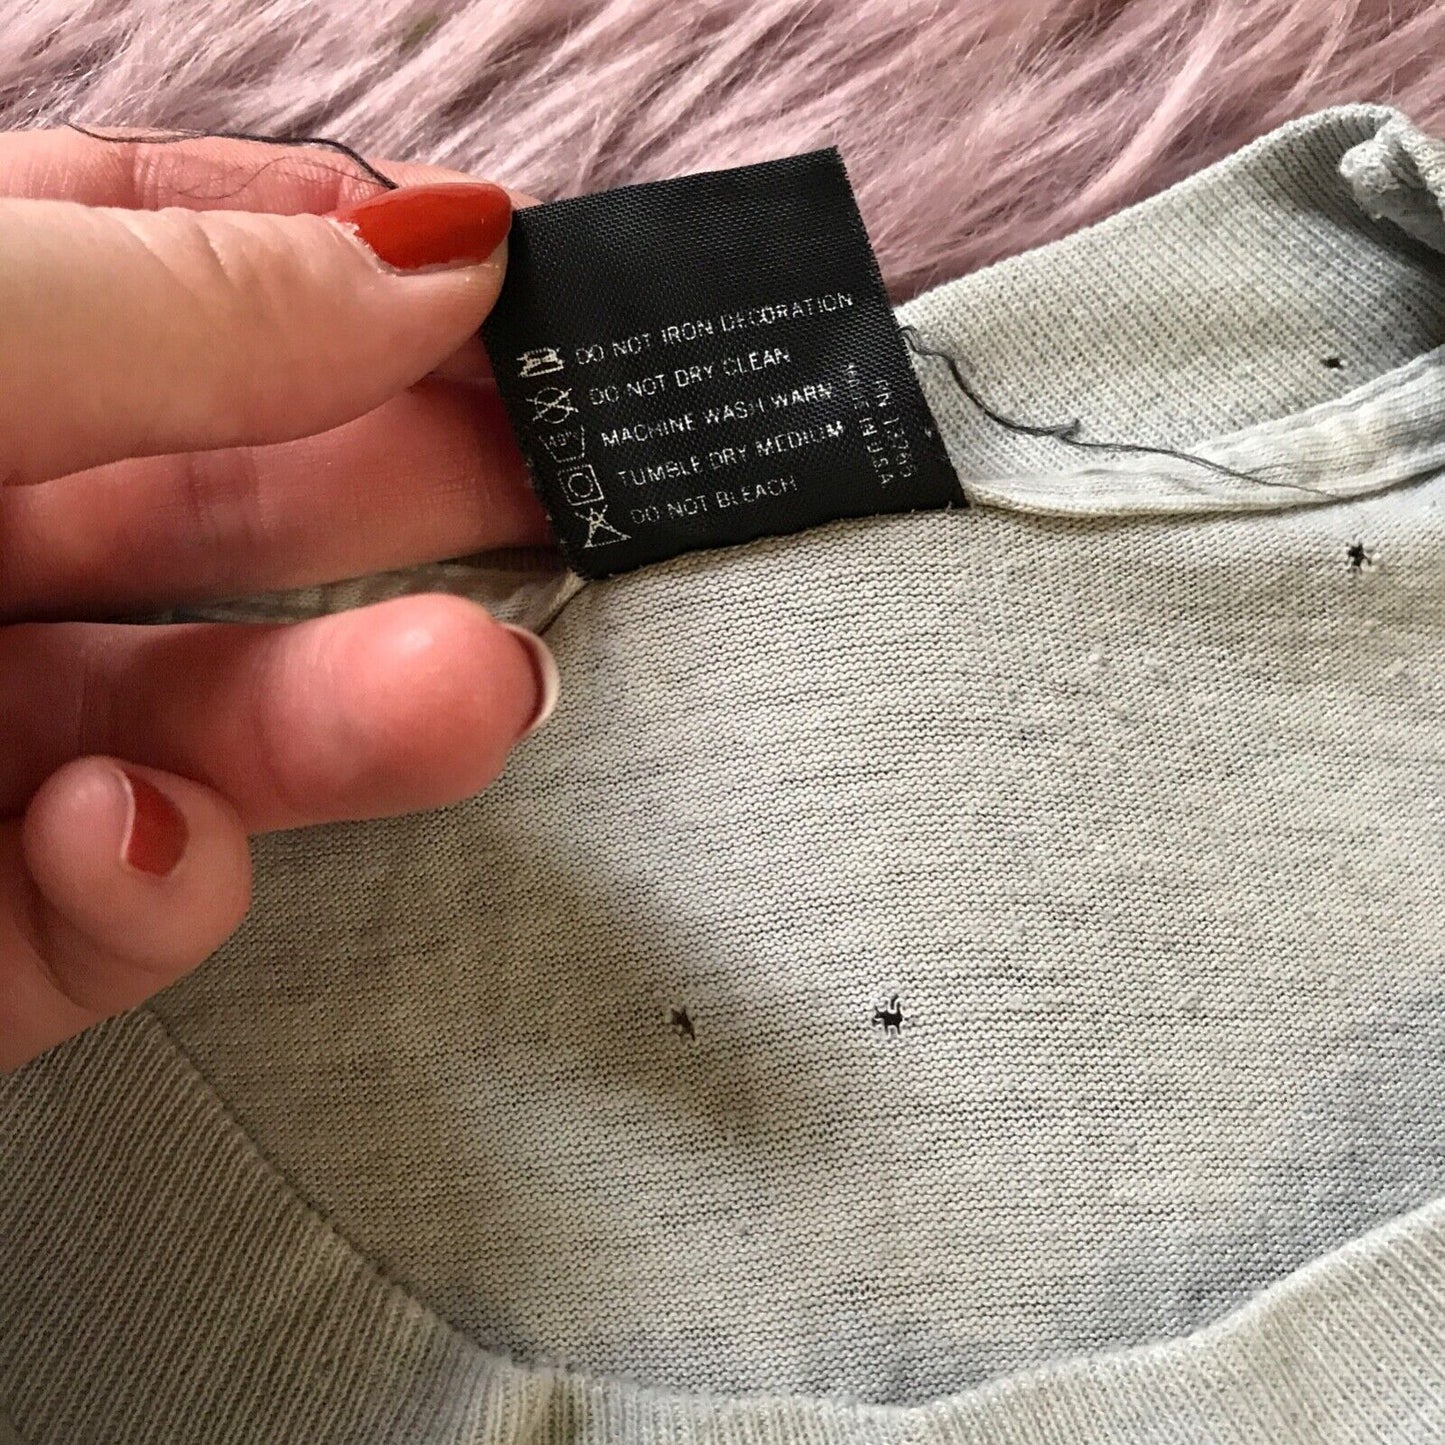 DO NOT IRON DECORATION
DO NOT DRY CLEAN
MACHINE WASH WARM
TUMBLE DRY MEDIUM
DO NOT BLEACH
MADE IN USA